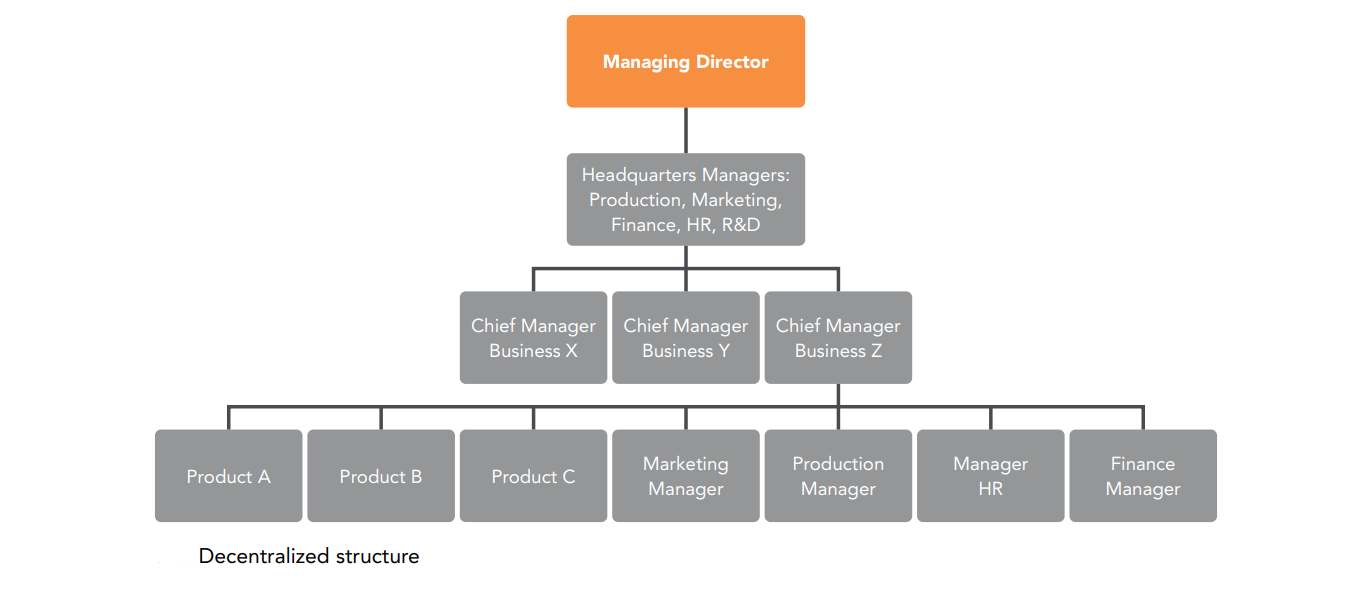 Managing Director
Headquarters Managers:
Production, Marketing,
Finance, HR, R&D
Chief Manager
Business X
Chief Manager
Business Y
Chief Manager
Business Z
Product A
Product B
Product C
Marketing
Manager
Production
Manager
Manager
HR
Finance
Manager
Decentralized structure